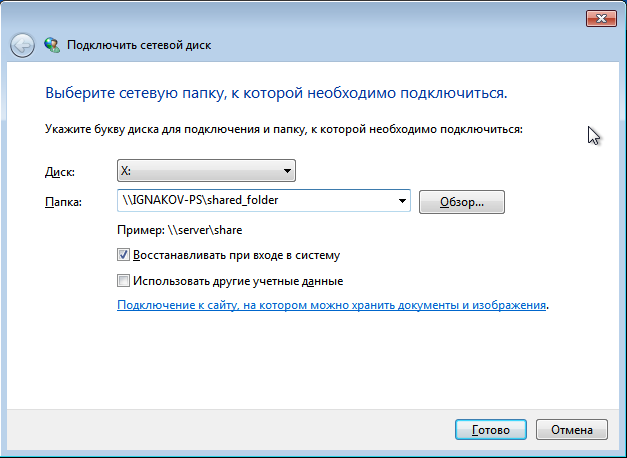 Подключить сетевой диск
Выберите сетевую папку, к которой необходимо подключиться.
Укажите букву диска для подключения и папку, к которой необходимо подключиться:
Диск: X:
Папка: \\IGNAKOV-PS\shared_folder Обзор...
Пример: \\server\share
Восстанавливать при входе в систему
Использовать другие учетные данные
Подключение к сайту, на котором можно хранить документы и изображения.
Готово Отмена